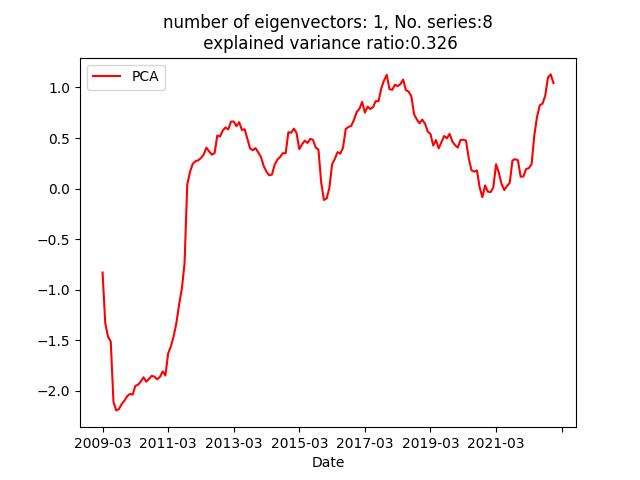 number of eigenvectors: 1, No. series:8
explained variance ratio:0.326
PCA
1.0
0.5
0.0
−0.5
−1.0
−1.5
−2.0
2009-03 2011-03 2013-03 2015-03 2017-03 2019-03 2021-03
Date